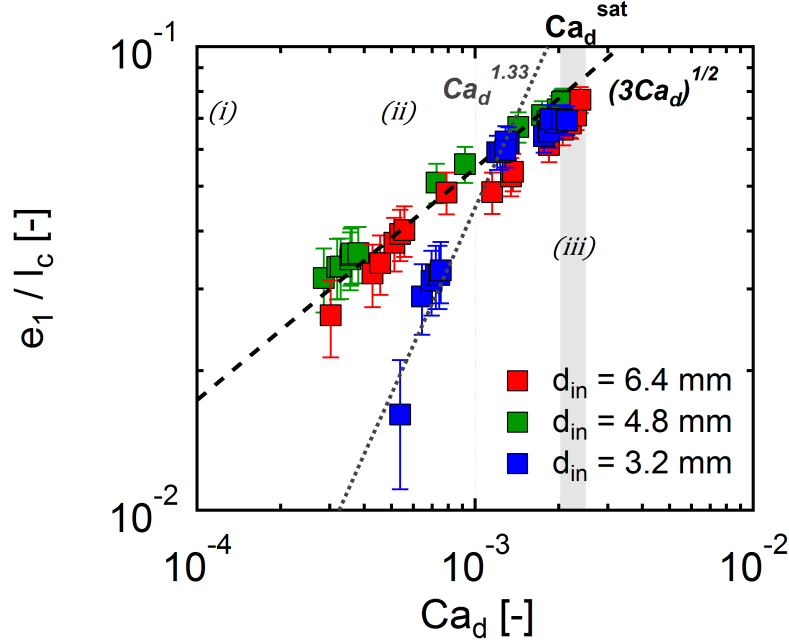 Ca_d^sat
10^-1
Ca_d^1.33
(3Ca_d)^1/2
(i)
(ii)
(iii)
e_1 / l_c [-]
d_in = 6.4 mm
d_in = 4.8 mm
d_in = 3.2 mm
10^-2
10^-4
10^-3
10^-2
Ca_d [-]